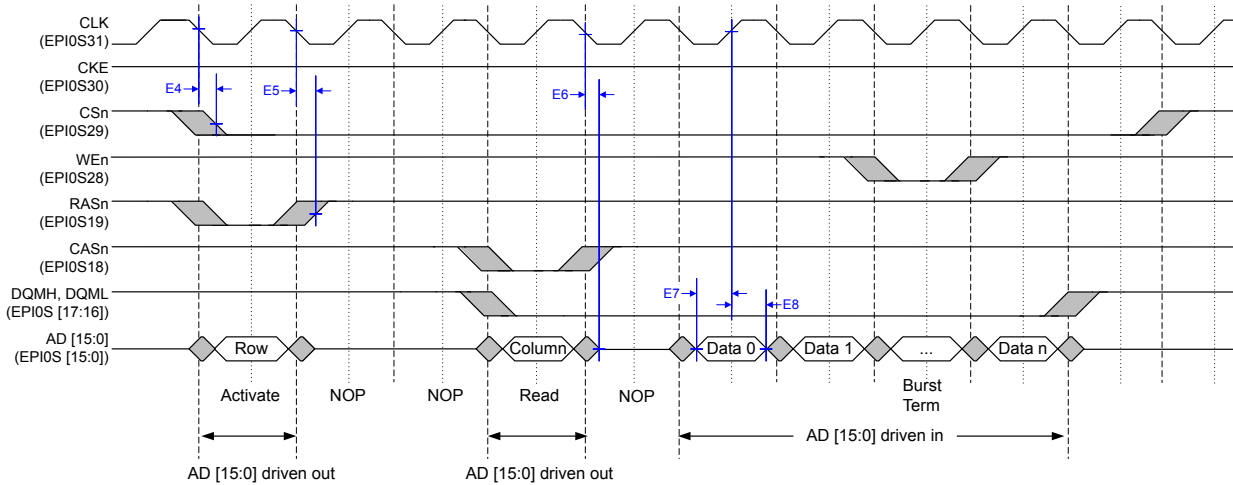 CLK
(EPI0S31)
CKE
(EPI0S30)
E4
E5
E6
CSn
(EPI0S29)
WEn
(EPI0S28)
RASn
(EPI0S19)
CASn
(EPI0S18)
DQMH, DQML
(EPI0S [17:16])
E7
E8
AD [15:0]
(EPI0S [15:0])
Row
Column
Data 0
Data 1
...
Data n
Activate
NOP
NOP
Read
NOP
Burst
Term
AD [15:0] driven in
AD [15:0] driven out
AD [15:0] driven out